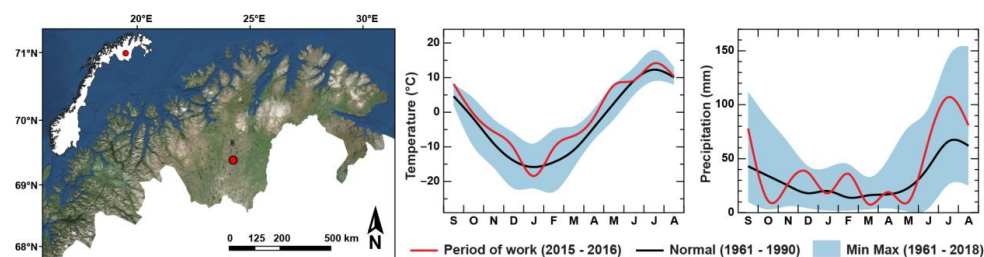 20°E 25°E 30°E
71°N
70°N
69°N
68°N
0 125 200 500 km
N
Temperature (°C)
20
10
0
-10
-20
S O N D J F M A M J J A
Precipitation (mm)
150
100
50
0
S O N D J F M A M J J A
Period of work (2015 - 2016) Normal (1961 - 1990) Min Max (1961 - 2018)